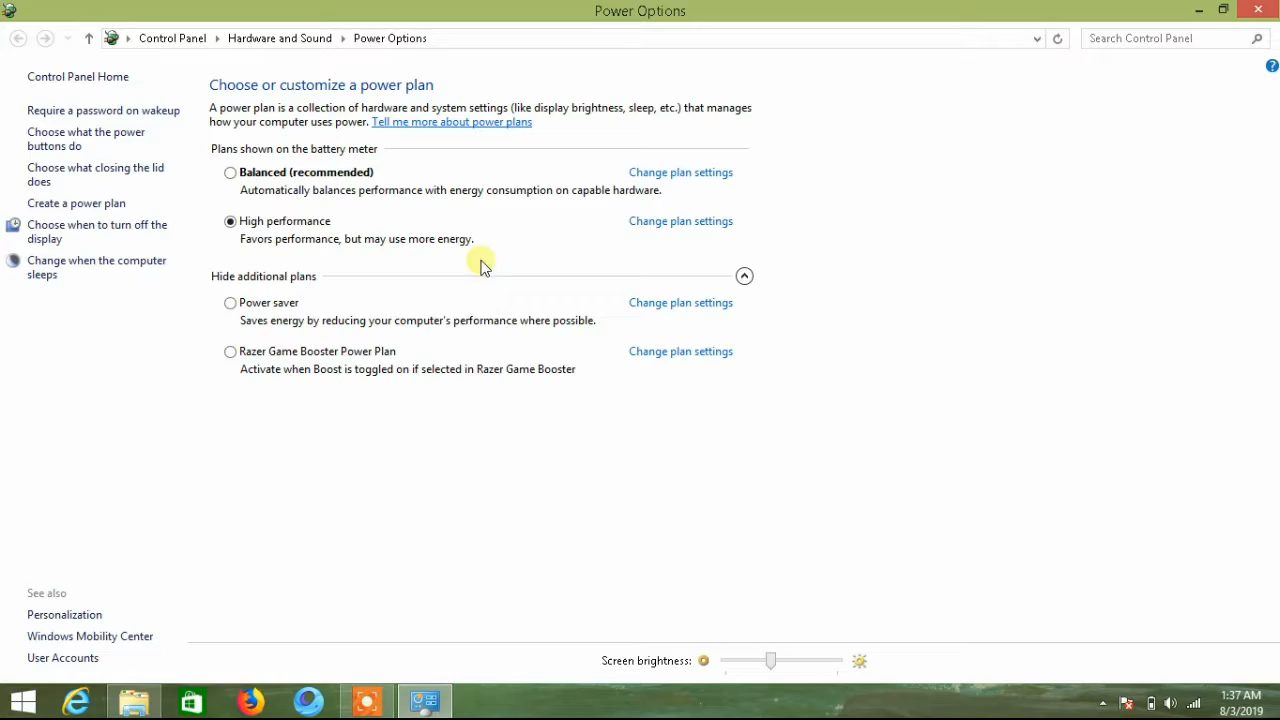 Power Options
Control Panel
Hardware and Sound
Power Options
Search Control Panel
Control Panel Home
Require a password on wakeup
Choose what the power
buttons do
Choose what closing the lid
does
Create a power plan
Choose when to turn off the
display
Change when the computer
sleeps
Choose or customize a power plan
A power plan is a collection of hardware and system settings (like display brightness, sleep, etc.) that manages
how your computer uses power. Tell me more about power plans
Plans shown on the battery meter
Balanced (recommended) Change plan settings
Automatically balances performance with energy consumption on capable hardware.
High performance Change plan settings
Favors performance, but may use more energy.
Hide additional plans
Power saver Change plan settings
Saves energy by reducing your computer's performance where possible.
Razer Game Booster Power Plan Change plan settings
Activate when Boost is toggled on if selected in Razer Game Booster
See also
Personalization
Windows Mobility Center
User Accounts
Screen brightness:
1:37 AM
8/3/2019